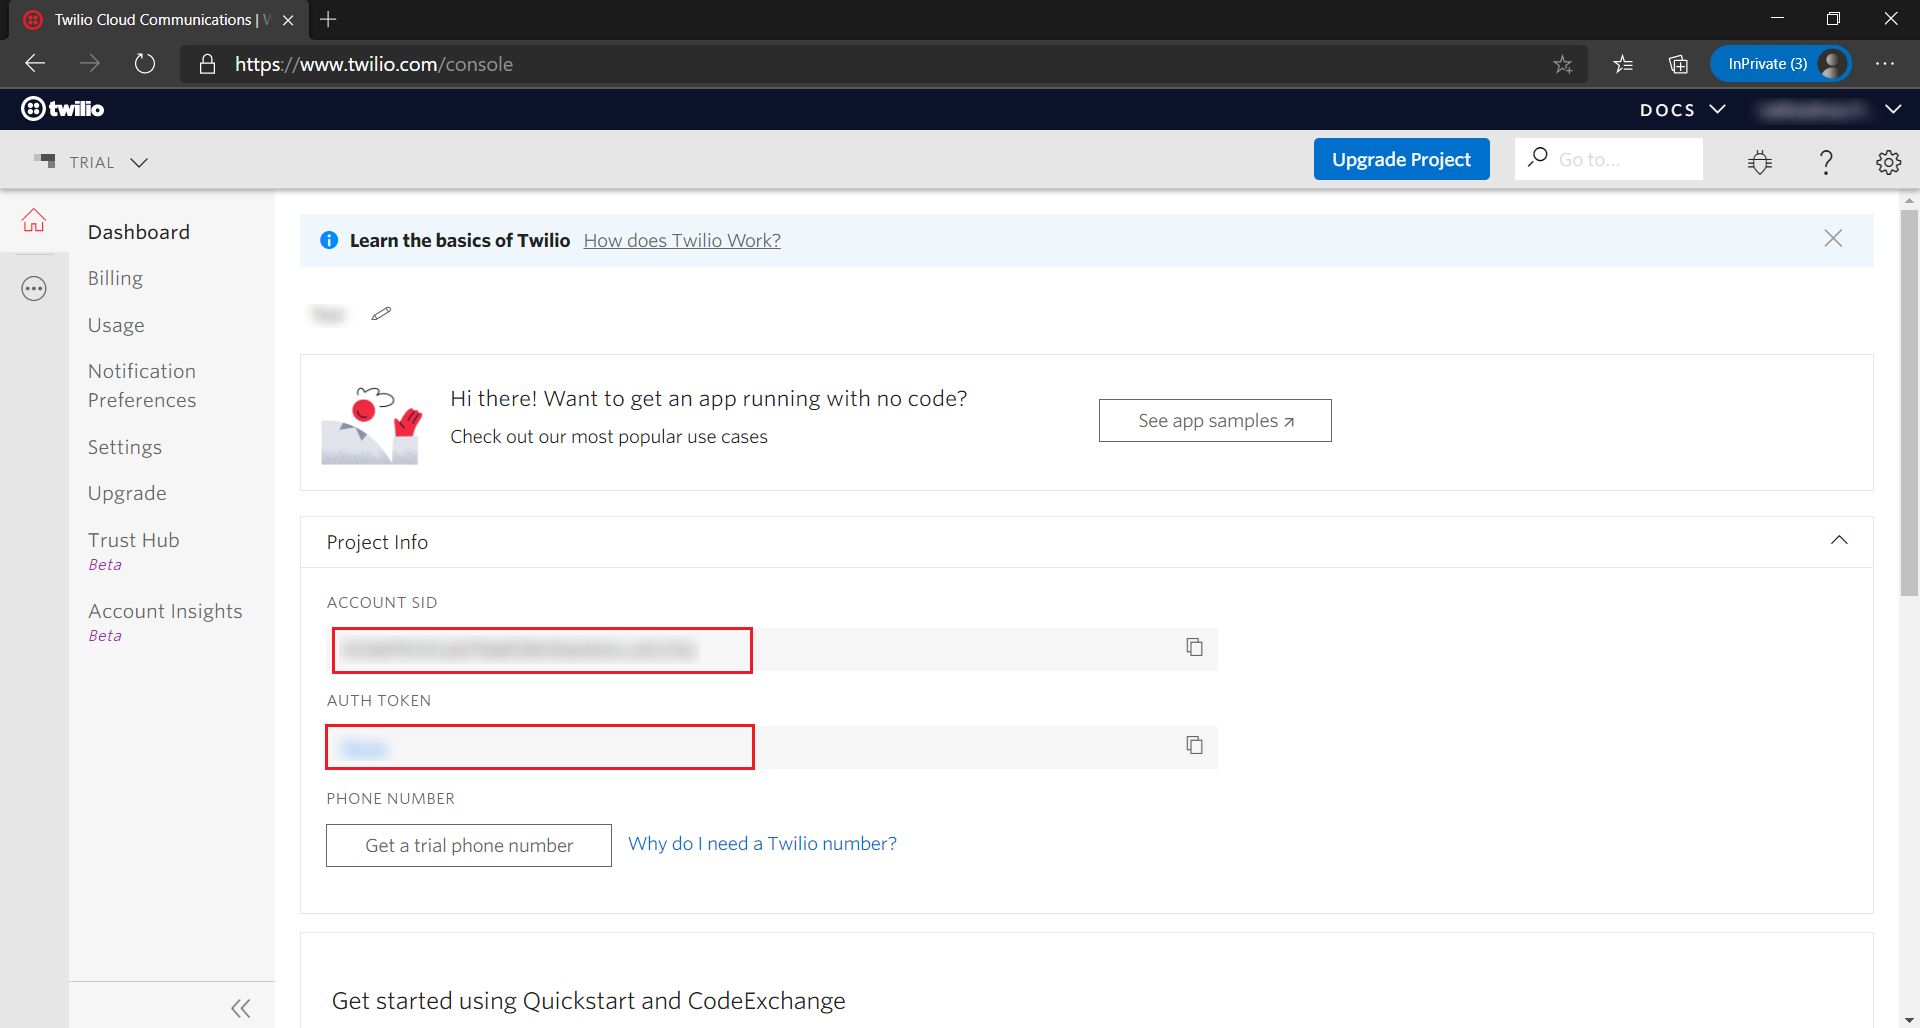 Twilio Cloud Communications |
https://www.twilio.com/console
InPrivate (3)
twilio
DOCS
TRIAL
Upgrade Project
Go to...
Dashboard
Billing
Usage
Notification
Preferences
Settings
Upgrade
Trust Hub
Beta
Account Insights
Beta
Learn the basics of Twilio How does Twilio Work?
Hi there! Want to get an app running with no code?
Check out our most popular use cases
See app samples ↗
Project Info
ACCOUNT SID
AUTH TOKEN
PHONE NUMBER
Get a trial phone number
Why do I need a Twilio number?
Get started using Quickstart and CodeExchange